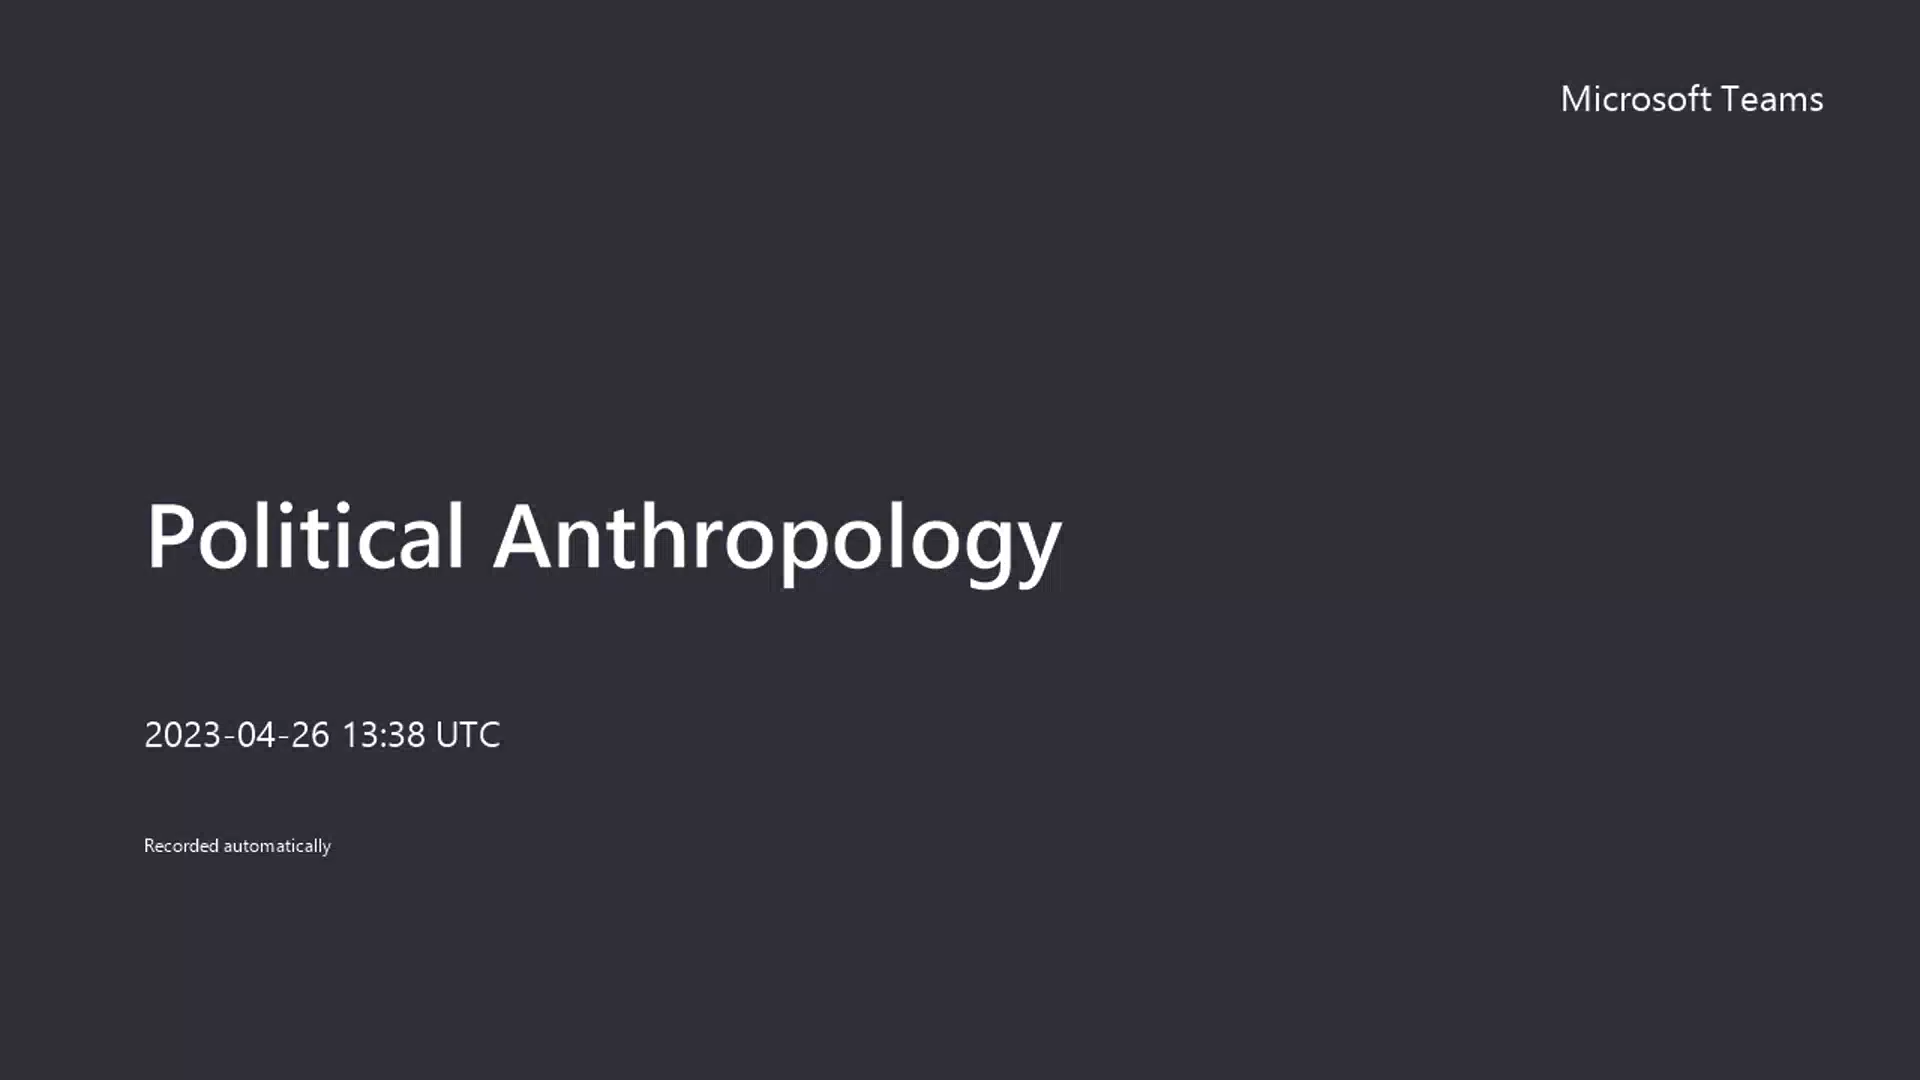 Microsoft Teams
Political Anthropology
2023-04-26 13:38 UTC
Recorded automatically